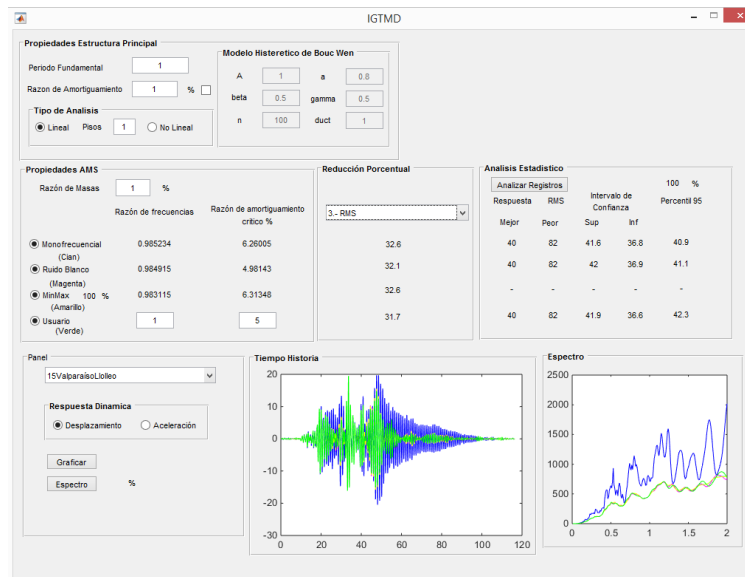 IGTMD
Propiedades Estructura Principal
Periodo Fundamental 1
Razon de Amortiguamiento 1 %
Tipo de Analisis
Lineal Pisos 1 No Lineal
Modelo Histeretico de Bouc Wen
A 1 a 0.8
beta 0.5 gamma 0.5
n 100 duct 1
Propiedades AMS
Razón de Masas 1 %
Razón de frecuencias Razón de amortiguamiento critico %
Monofrecuencial (Cian) 0.985234 6.26005
Ruido Blanco (Magenta) 0.984915 4.98143
MinMax 100 % (Amarillo) 0.983115 6.31348
Usuario (Verde) 1 5
Reducción Porcentual
3.- RMS
32.6
32.1
32.6
31.7
Analisis Estadistico
Analizar Registros 100 %
Respuesta RMS Intervalo de Confianza Percentil 95
Mejor Peor Sup Inf
40 82 41.6 36.8 40.9
40 82 42 36.9 41.1
- - - - -
40 82 41.9 36.6 42.3
Panel
15ValparaísoLlolleo
Respuesta Dinamica
Desplazamiento Aceleración
Graficar
Espectro %
Tiempo Historia
20
10
0
-10
-20
-30
0 20 40 60 80 100 120
Espectro
2500
2000
1500
1000
500
0
0 0.5 1 1.5 2